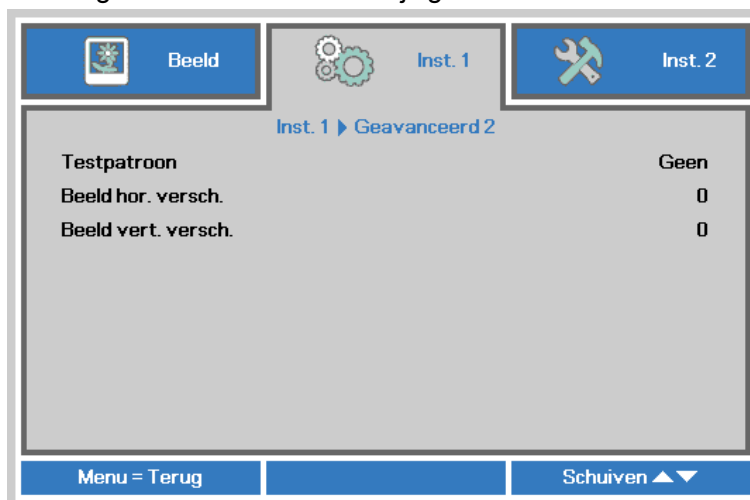 Beeld
Inst. 1
Inst. 2
Inst. 1 ▶ Geavanceerd 2
Testpatroon Geen
Beeld hor. versch. 0
Beeld vert. versch. 0
Menu = Terug
Schuiven ▲▼